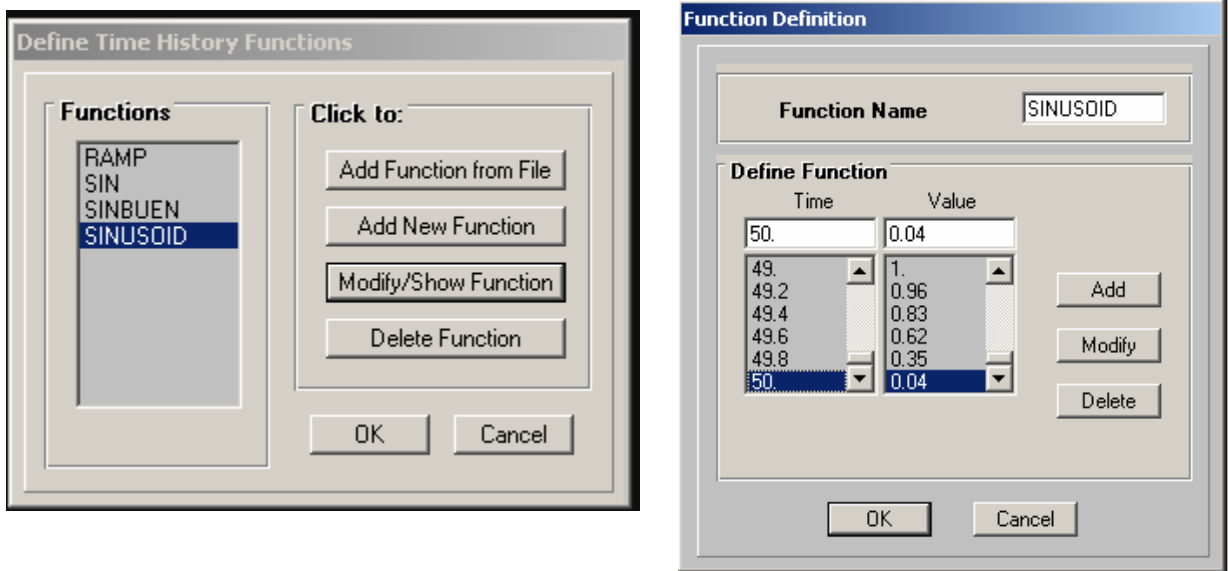 Define Time History Functions
Functions
RAMP
SIN
SINBUEN
SINUSOID
Click to:
Add Function from File
Add New Function
Modify/Show Function
Delete Function
OK
Cancel
Function Definition
Function Name
SINUSOID
Define Function
Time Value
50. 0.04
49. 1.
49.2 0.96
49.4 0.83
49.6 0.62
49.8 0.35
50. 0.04
Add
Modify
Delete
OK
Cancel